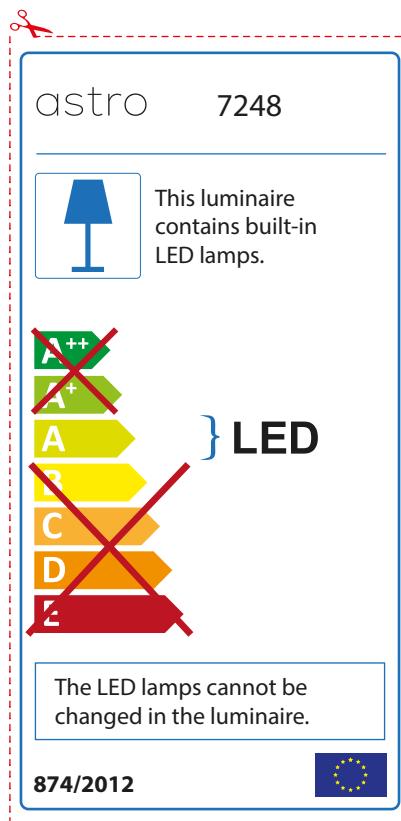 astro 7248
This luminaire
contains built-in
LED lamps.
A++
A+
A
LED
B
C
D
E
The LED lamps cannot be
changed in the luminaire.
874/2012